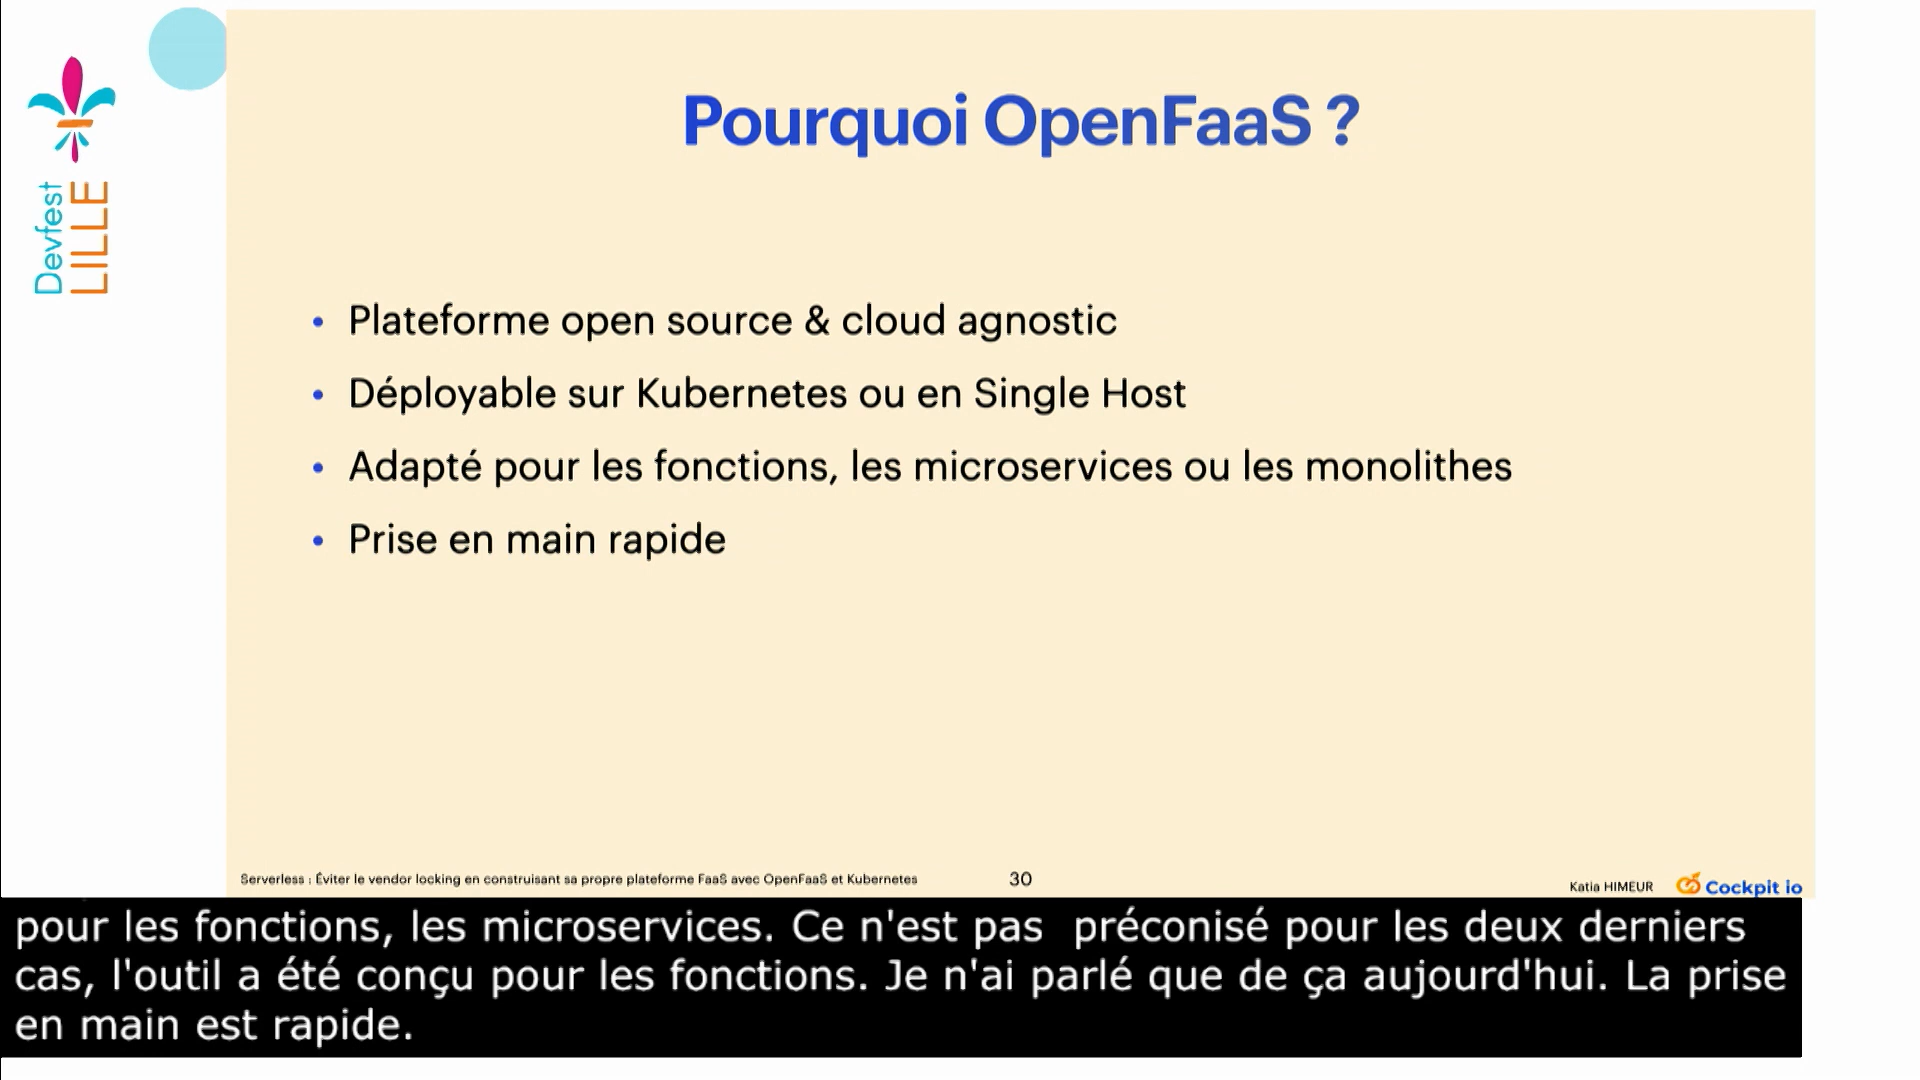 Devfest
LILLE
Pourquoi OpenFaaS ?
• Plateforme open source & cloud agnostic
• Déployable sur Kubernetes ou en Single Host
• Adapté pour les fonctions, les microservices ou les monolithes
• Prise en main rapide
Serverless : Éviter le vendor locking en construisant sa propre plateforme FaaS avec OpenFaaS et Kubernetes
30
Katia HIMEUR
Cockpit io
pour les fonctions, les microservices. Ce n'est pas  préconisé pour les deux derniers
cas, l'outil a été conçu pour les fonctions. Je n'ai parlé que de ça aujourd'hui. La prise
en main est rapide.